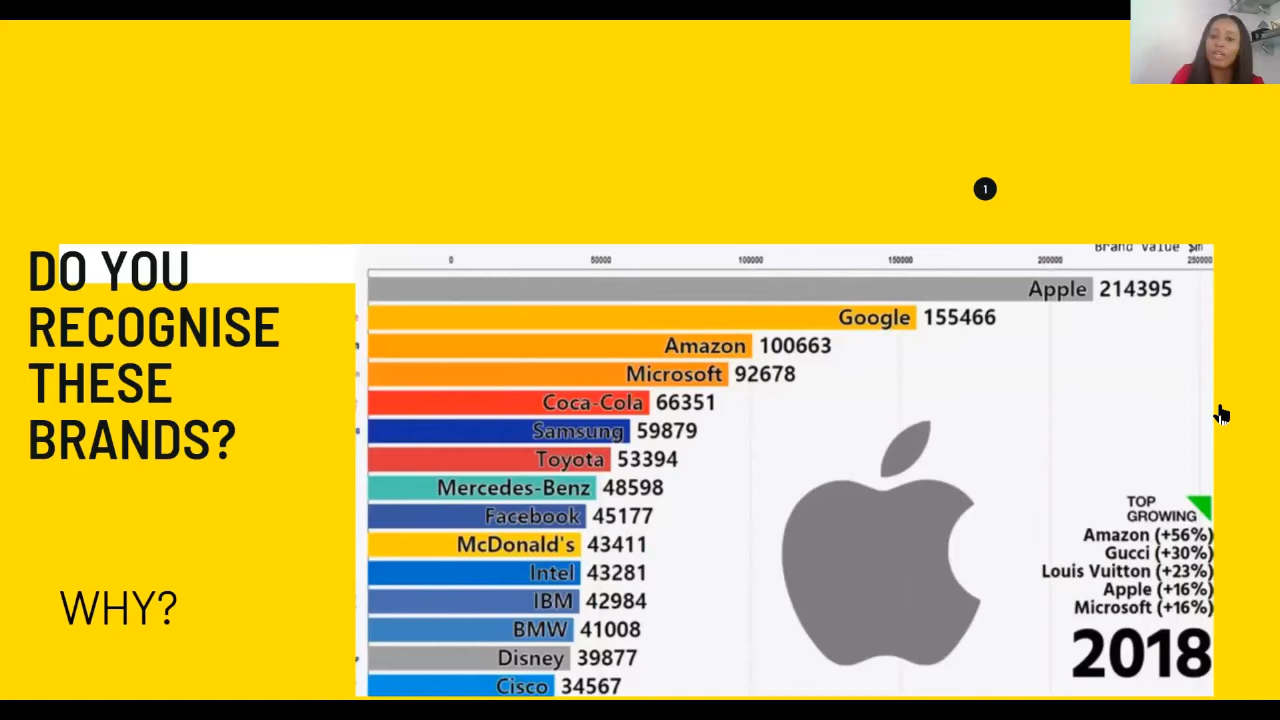 1
DO YOU
RECOGNISE
THESE
BRANDS?
WHY?
Brand Value $m
0 50000 100000 150000 200000 250000
Apple 214395
Google 155466
Amazon 100663
Microsoft 92678
Coca-Cola 66351
Samsung 59879
Toyota 53394
Mercedes-Benz 48598
Facebook 45177
McDonald's 43411
Intel 43281
IBM 42984
BMW 41008
Disney 39877
Cisco 34567
TOP
GROWING
Amazon (+56%)
Gucci (+30%)
Louis Vuitton (+23%)
Apple (+16%)
Microsoft (+16%)
2018